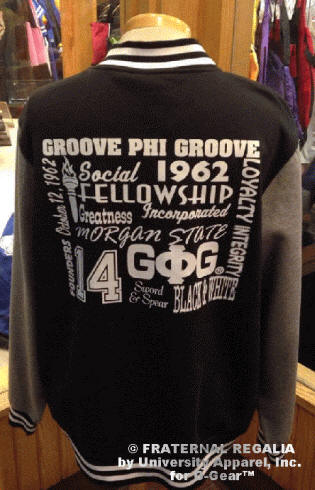 GROOVE PHI GROOVE
October 12, 1962
Social 1962
FELLOWSHIP
Greatness Incorporated
MORGAN STATE
LOYALTY INTEGRITY
FOUNDERS
14
GΦG®
Sword
& Spear
BLACK & WHITE
© FRATERNAL REGALIA
by University Apparel, Inc.
for G-Gear™